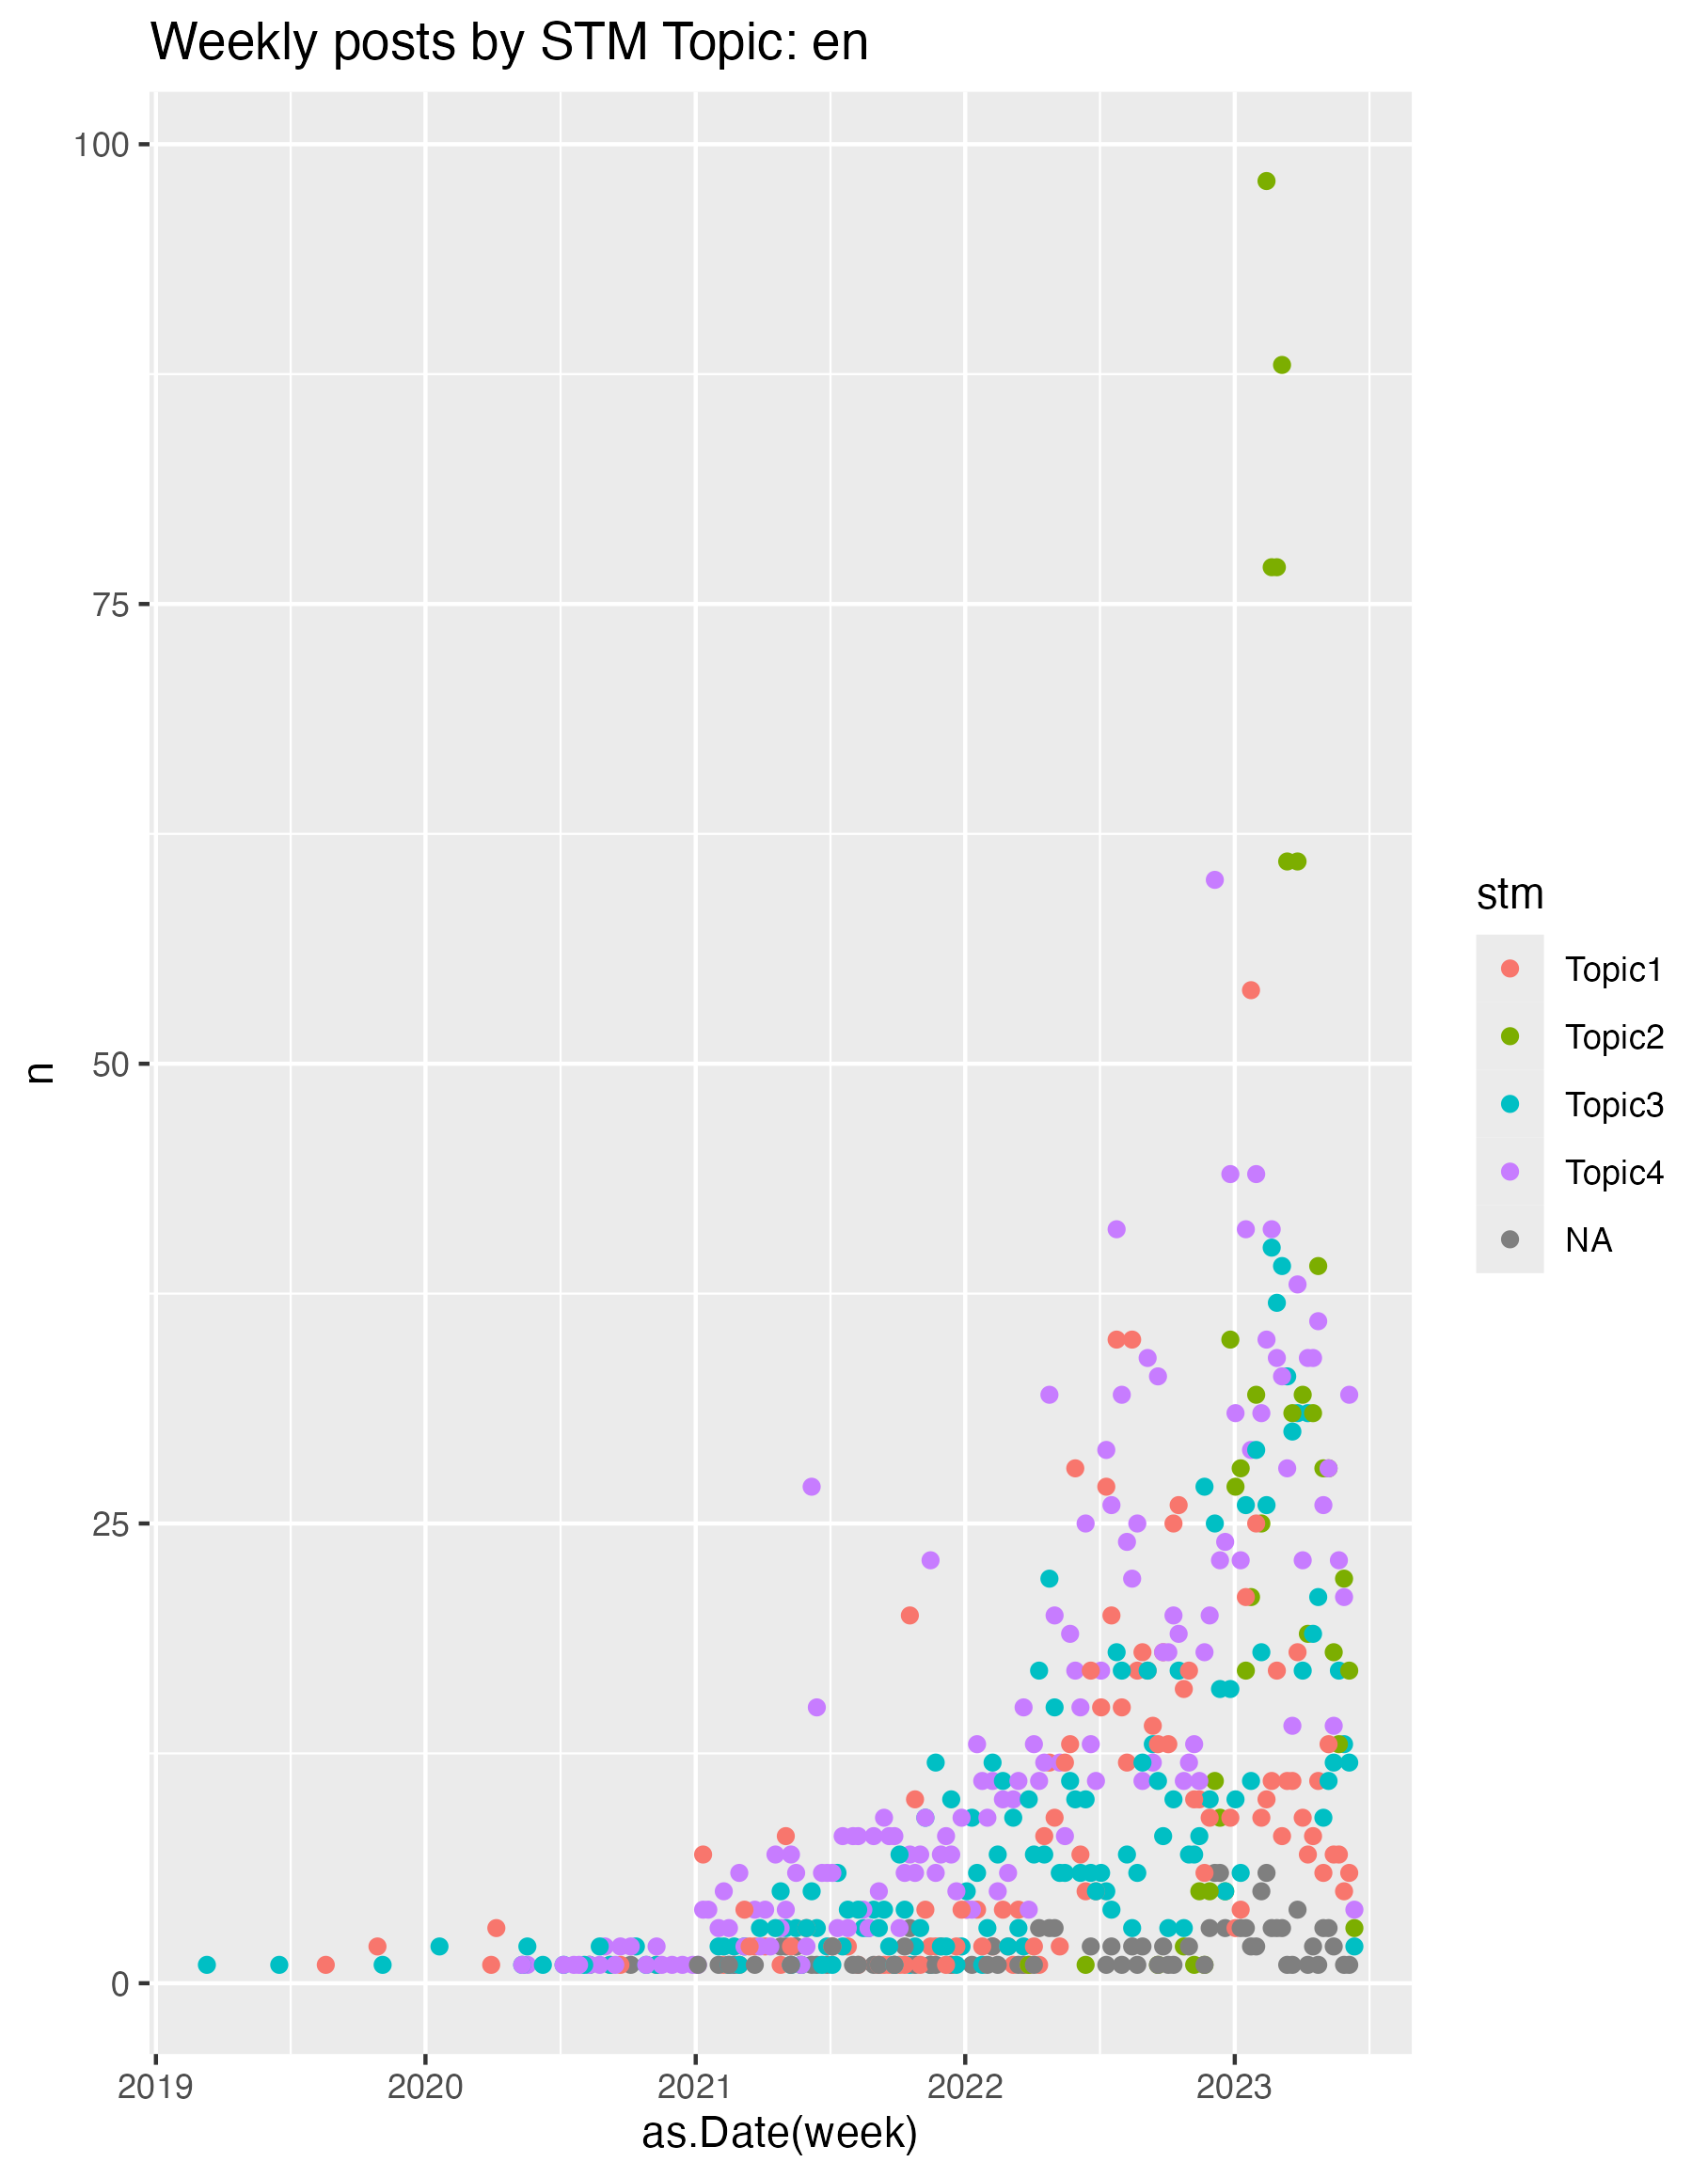 Weekly posts by STM Topic: en
100
75
50
25
0
n
2019
2020
2021
2022
2023
as.Date(week)
stm
Topic1
Topic2
Topic3
Topic4
NA